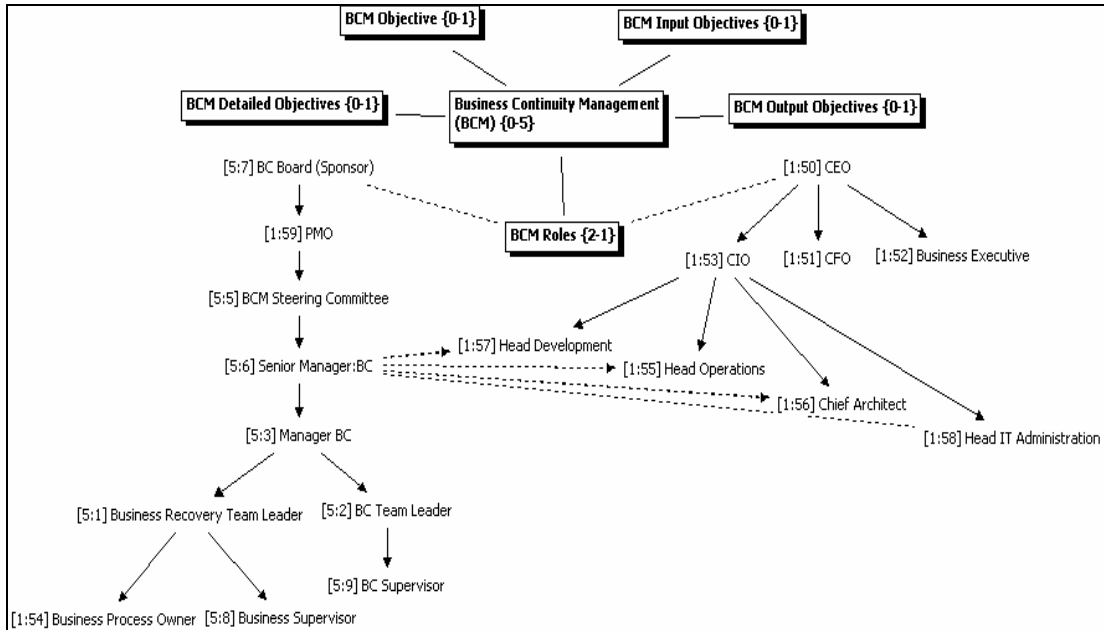 BCM Objective {0-1}
BCM Input Objectives {0-1}
BCM Detailed Objectives {0-1}
Business Continuity Management
(BCM) {0-5}
BCM Output Objectives {0-1}
[5:7] BC Board (Sponsor)
[1:50] CEO
[1:59] PMO
BCM Roles {2-1}
[1:53] CIO
[1:51] CFO
[1:52] Business Executive
[5:5] BCM Steering Committee
[1:57] Head Development
[5:6] Senior Manager:BC
[1:55] Head Operations
[1:56] Chief Architect
[5:3] Manager BC
[1:58] Head IT Administration
[5:1] Business Recovery Team Leader
[5:2] BC Team Leader
[5:9] BC Supervisor
[1:54] Business Process Owner
[5:8] Business Supervisor